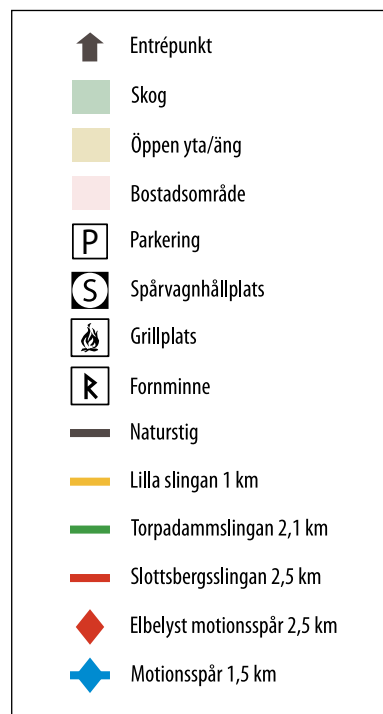 Entrépunkt
Skog
Öppen yta/äng
Bostadsområde
P Parkering
S Spårvagnhållplats
Grillplats
R Fornminne
Naturstig
Lilla slingan 1 km
Torpadammslingan 2,1 km
Slottsbergsslingan 2,5 km
Elbelyst motionsspår 2,5 km
Motionsspår 1,5 km